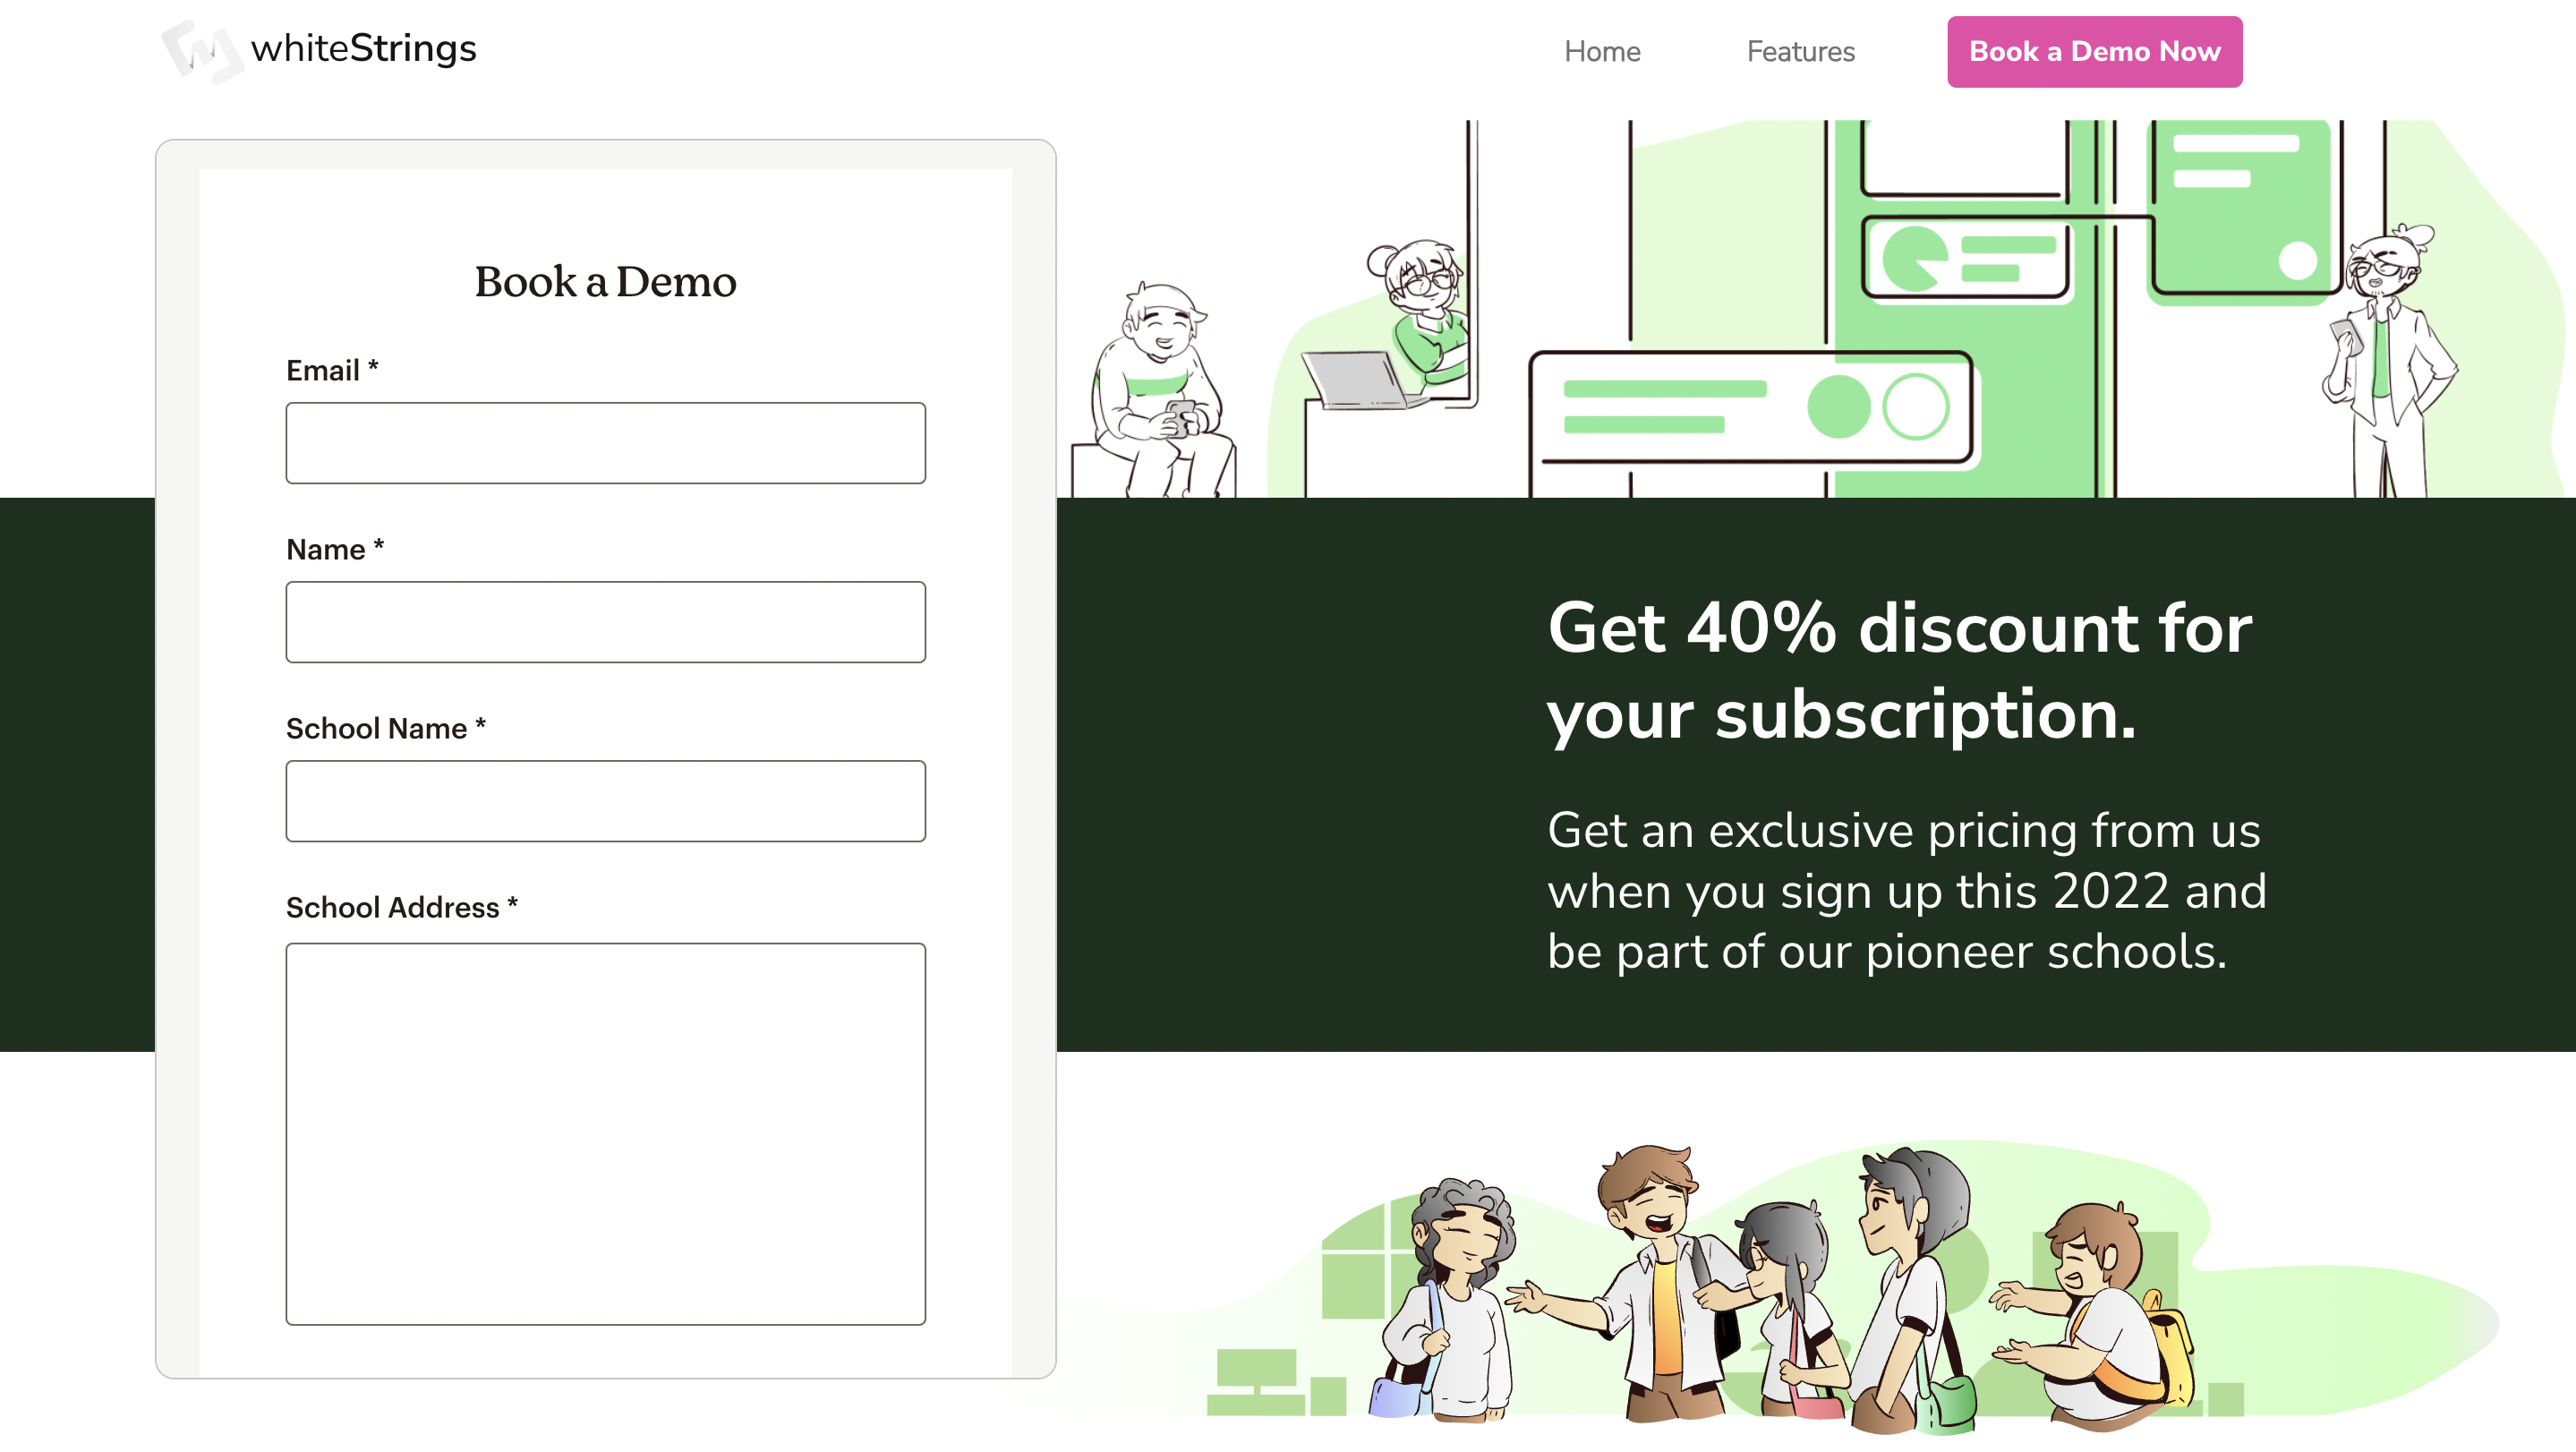 whiteStrings
Home
Features
Book a Demo Now
Book a Demo
Email *
Name *
School Name *
School Address *
Get 40% discount for
your subscription.
Get an exclusive pricing from us
when you sign up this 2022 and
be part of our pioneer schools.